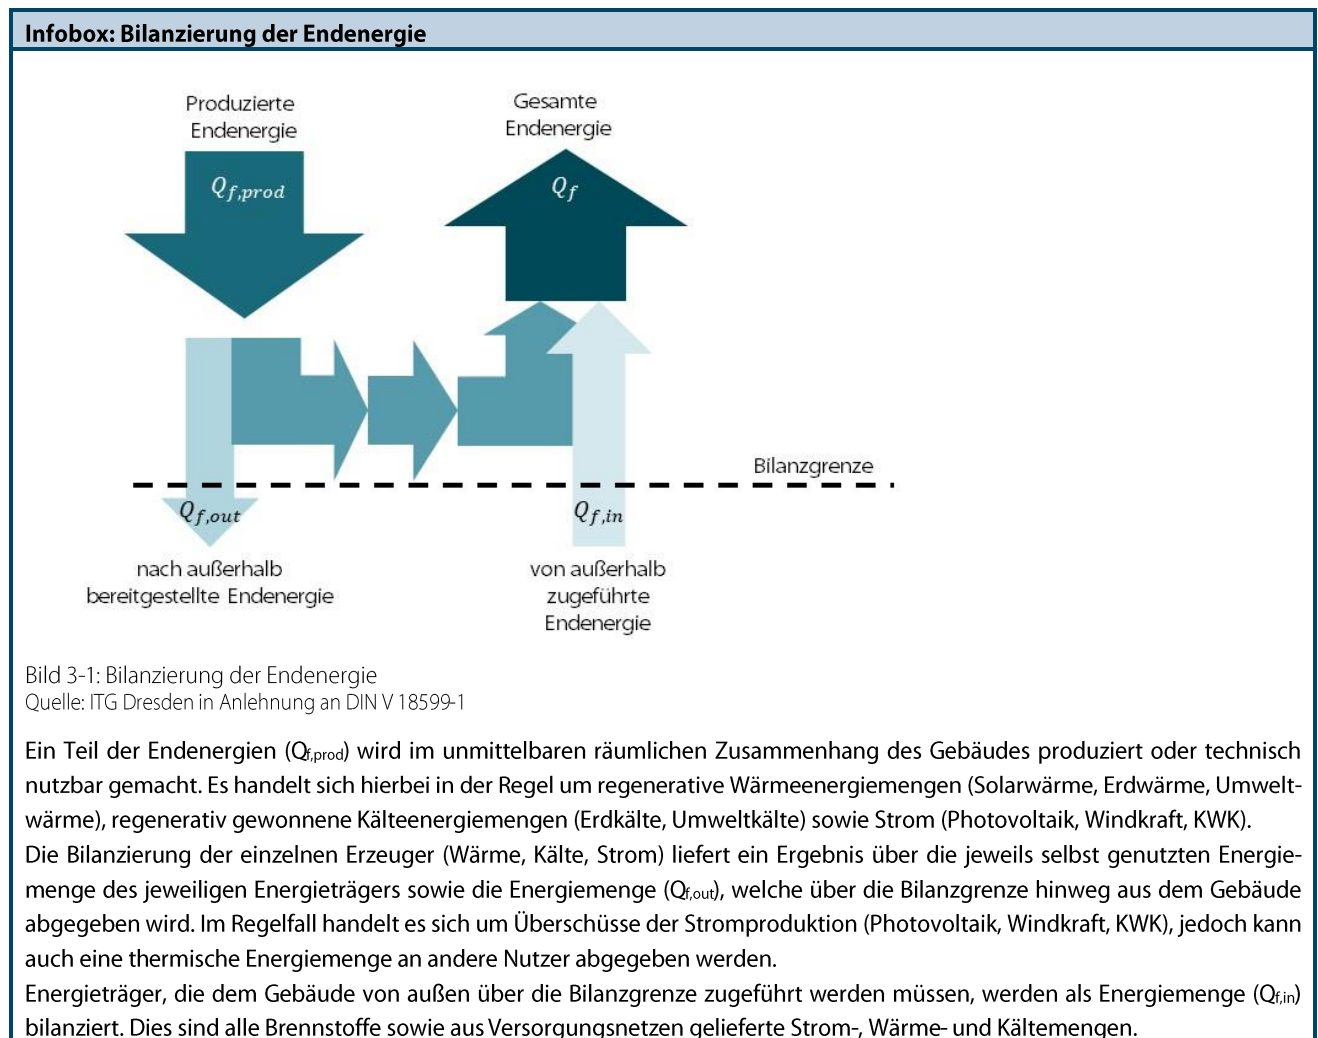 Infobox: Bilanzierung der Endenergie
Produzierte
Endenergie
Gesamte
Endenergie
Qf,prod
Qf
Bilanzgrenze
Qf,out
Qf,in
nach außerhalb
bereitgestellte Endenergie
von außerhalb
zugeführte
Endenergie
Bild 3-1: Bilanzierung der Endenergie
Quelle: ITG Dresden in Anlehnung an DIN V 18599-1
Ein Teil der Endenergien (Qf,prod) wird im unmittelbaren räumlichen Zusammenhang des Gebäudes produziert oder technisch
nutzbar gemacht. Es handelt sich hierbei in der Regel um regenerative Wärmeenergiemengen (Solarwärme, Erdwärme, Umwelt-
wärme), regenerativ gewonnene Kälteenergiemengen (Erdkälte, Umweltkälte) sowie Strom (Photovoltaik, Windkraft, KWK).
Die Bilanzierung der einzelnen Erzeuger (Wärme, Kälte, Strom) liefert ein Ergebnis über die jeweils selbst genutzten Energie-
menge des jeweiligen Energieträgers sowie die Energiemenge (Qf,out), welche über die Bilanzgrenze hinweg aus dem Gebäude
abgegeben wird. Im Regelfall handelt es sich um Überschüsse der Stromproduktion (Photovoltaik, Windkraft, KWK), jedoch kann
auch eine thermische Energiemenge an andere Nutzer abgegeben werden.
Energieträger, die dem Gebäude von außen über die Bilanzgrenze zugeführt werden müssen, werden als Energiemenge (Qf,in)
bilanziert. Dies sind alle Brennstoffe sowie aus Versorgungsnetzen gelieferte Strom-, Wärme- und Kältemengen.